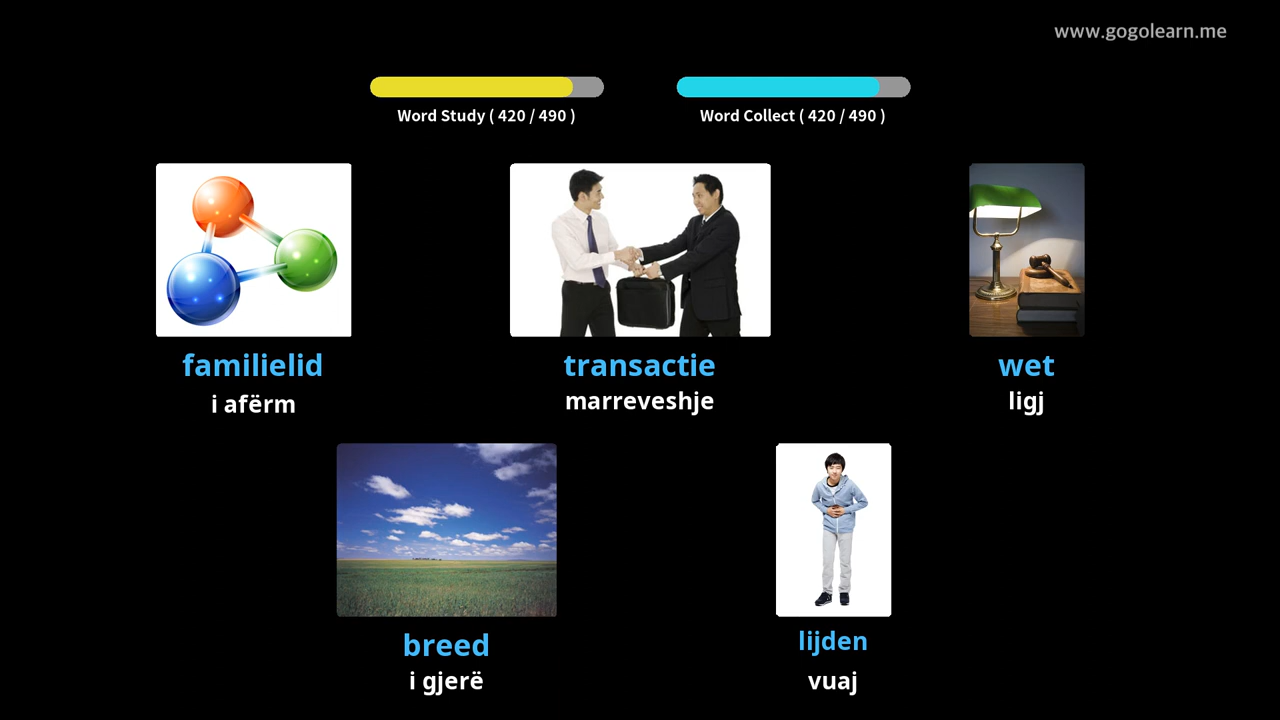 www.gogolearn.me
Word Study ( 420 / 490 )
Word Collect ( 420 / 490 )
familielid
i afërm
transactie
marreveshje
wet
ligj
breed
i gjerë
lijden
vuaj